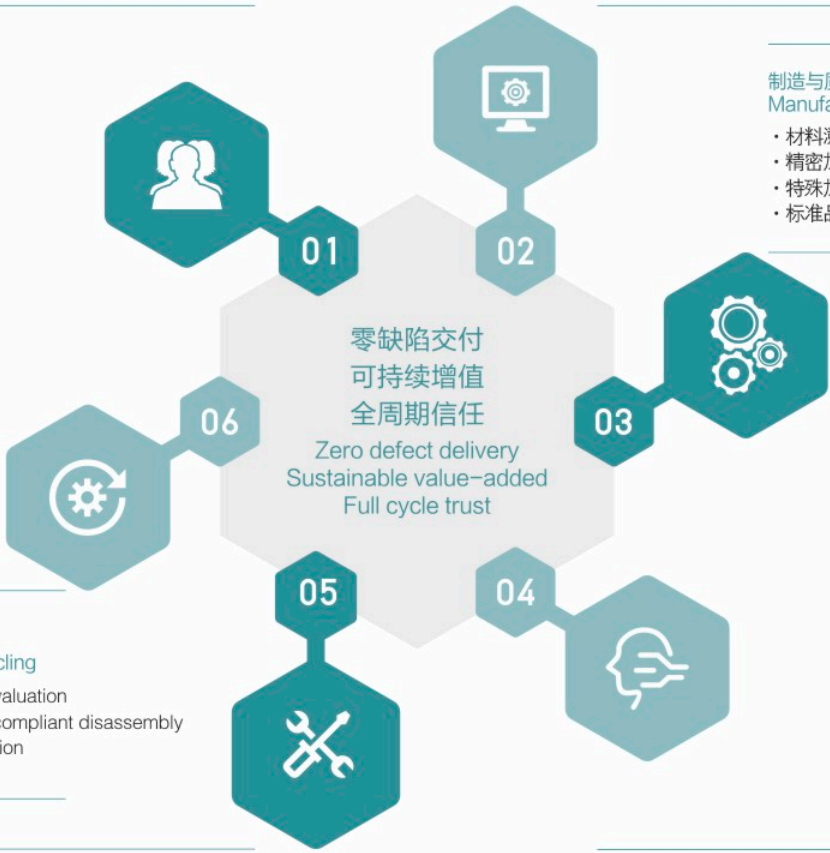 制造与
Manufa
・材料
・精密
・特殊
・标准
01
02
03
04
05
06
零缺陷交付
可持续增值
全周期信任
Zero defect delivery
Sustainable value-added
Full cycle trust
cling
valuation
compliant disassembly
ion